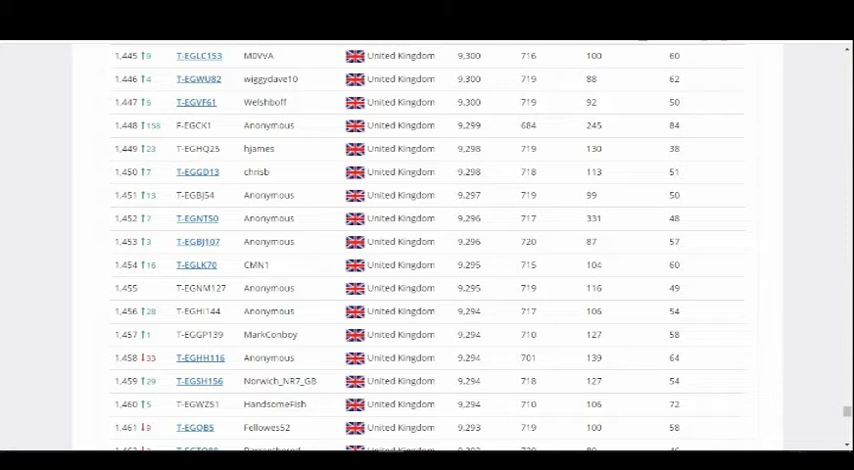 1,445 ↑9 T-EGLC153 M0VVA United Kingdom 9,300 716 100 60
1,446 ↑4 T-EGWU82 wiggydave10 United Kingdom 9,300 719 88 62
1,447 ↑6 T-EGVF61 Welshboff United Kingdom 9,300 719 92 50
1,448 ↑158 F-EGCK1 Anonymous United Kingdom 9,299 684 245 84
1,449 ↑23 T-EGHQ25 hjames United Kingdom 9,298 719 130 38
1,450 ↑7 T-EGGD13 chrisb United Kingdom 9,298 718 113 51
1,451 ↑13 T-EGBJ54 Anonymous United Kingdom 9,297 719 99 50
1,452 ↑7 T-EGNT50 Anonymous United Kingdom 9,296 717 331 48
1,453 ↑3 T-EGBJ107 Anonymous United Kingdom 9,296 720 87 57
1,454 ↑16 T-EGLK70 CMN1 United Kingdom 9,295 715 104 60
1,455 T-EGNM127 Anonymous United Kingdom 9,295 719 116 49
1,456 ↑28 T-EGHI144 Anonymous United Kingdom 9,294 717 106 54
1,457 ↑1 T-EGGP139 MarkConboy United Kingdom 9,294 710 127 58
1,458 ↓33 T-EGHH116 Anonymous United Kingdom 9,294 701 139 64
1,459 ↑29 T-EGSH156 Norwich_NR7_GB United Kingdom 9,294 718 127 54
1,460 ↑5 T-EGWZ51 HandsomeFish United Kingdom 9,294 710 106 72
1,461 ↓9 T-EGQB5 Fellowes52 United Kingdom 9,293 719 100 58